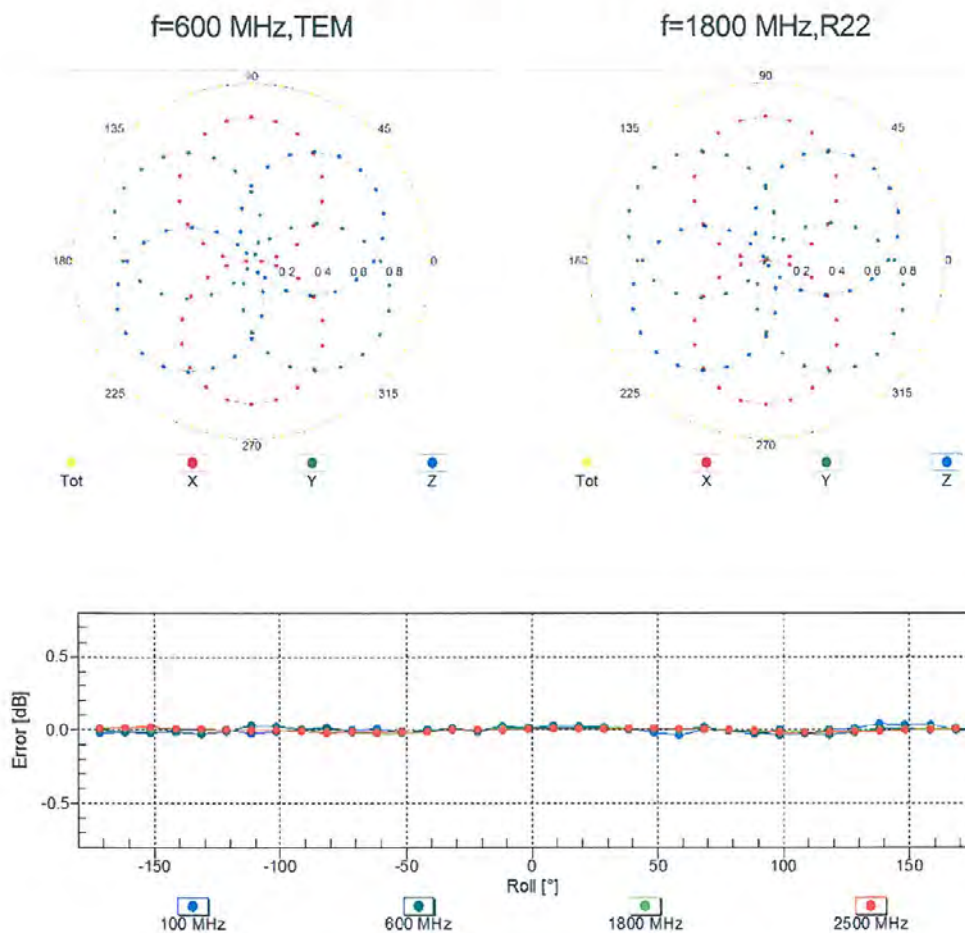 f=600 MHz,TEM
f=1800 MHz,R22
90
135
45
180
0
0.2 0.4 0.6 0.8
225
315
270
Tot X Y Z
90
135
45
180
0
0.2 0.4 0.6 0.8
225
315
270
Tot X Y Z
Error [dB]
0.5
0.0
-0.5
-150 -100 -50 0 50 100 150
Roll [°]
100 MHz 600 MHz 1800 MHz 2500 MHz